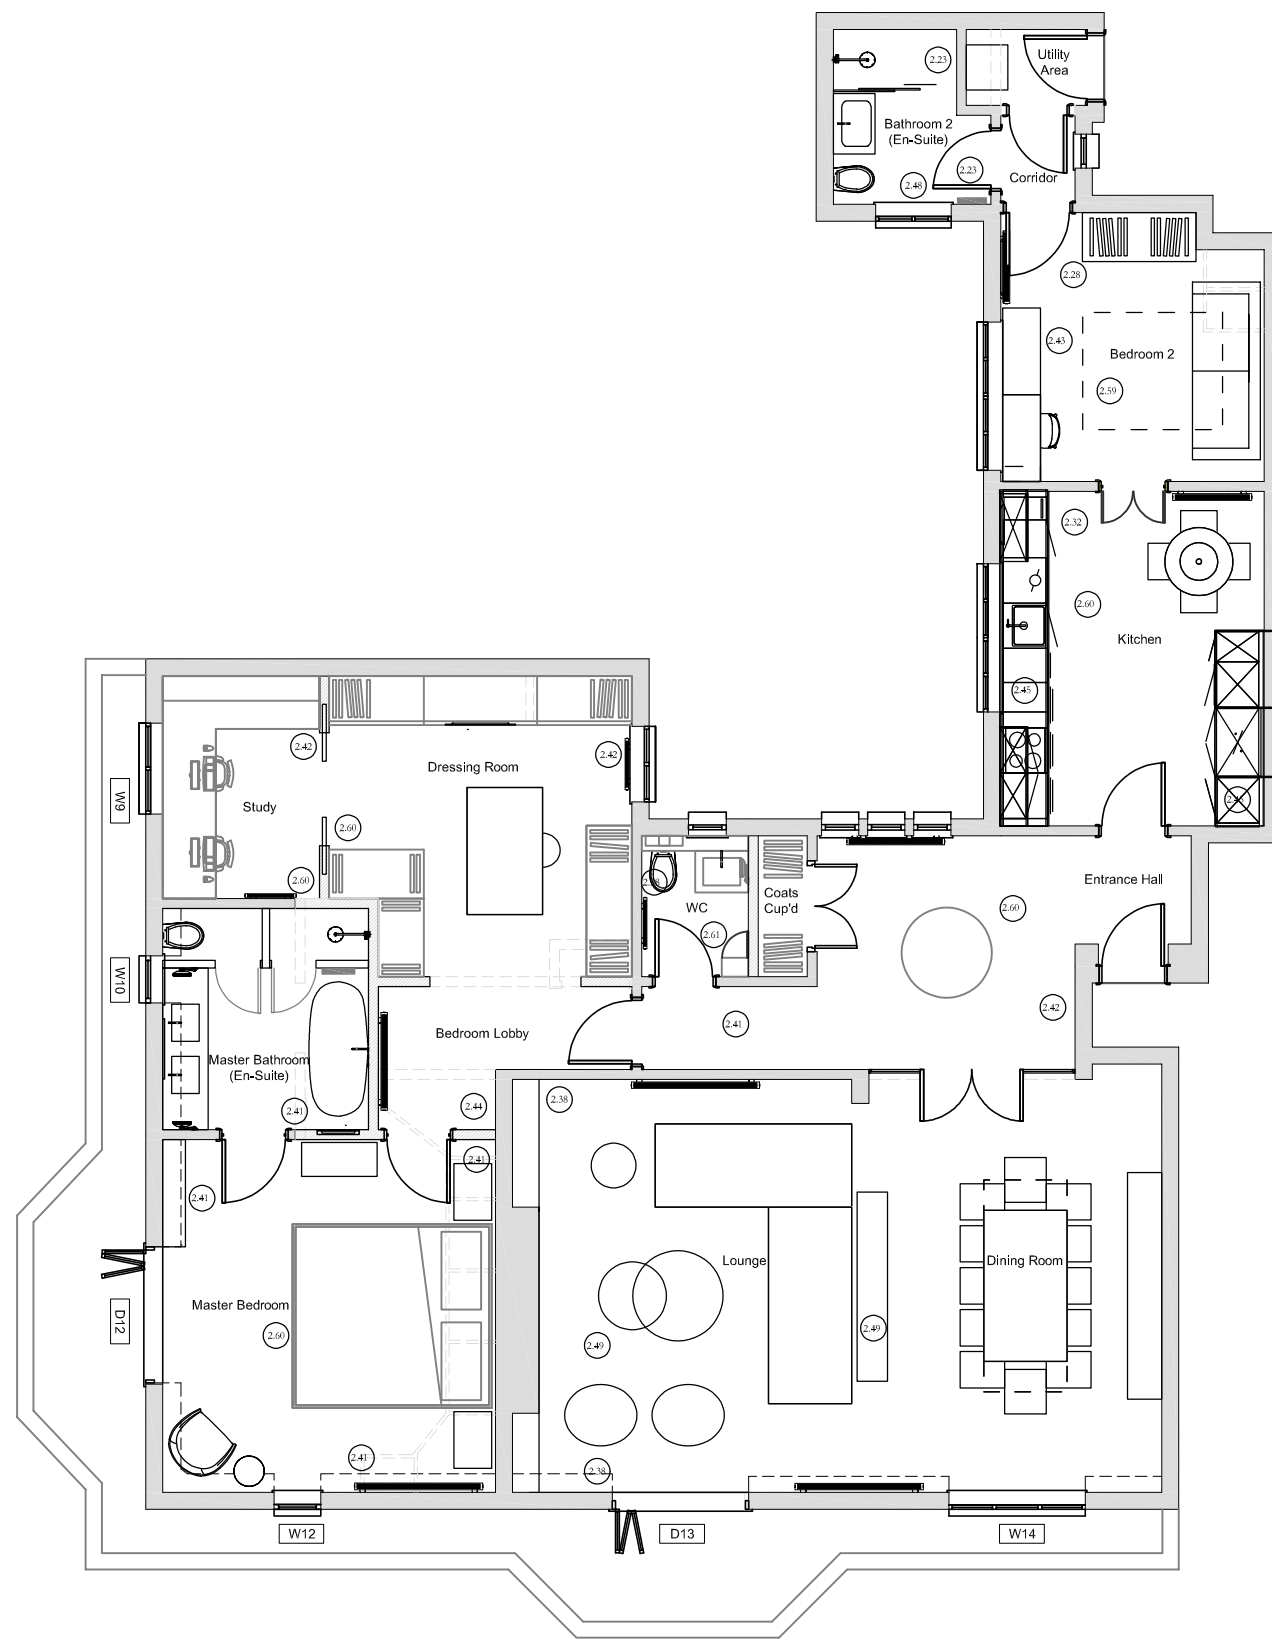 2.23
Utility
Area
Bathroom 2
(En-Suite)
2.23
2.48
Corridor
2.28
2.43
Bedroom 2
2.59
2.32
2.60
Kitchen
2.45
2.42
2.42
Dressing Room
W9
Study
2.60
2.60
Coats
Cup'd
WC
2.61
Entrance Hall
2.60
W10
2.41
2.42
Bedroom Lobby
Master Bathroom
(En-Suite)
2.41
2.44
2.38
2.41
2.41
Lounge
Dining Room
D12
Master Bedroom
2.60
2.49
2.49
2.41
2.38
W12
D13
W14